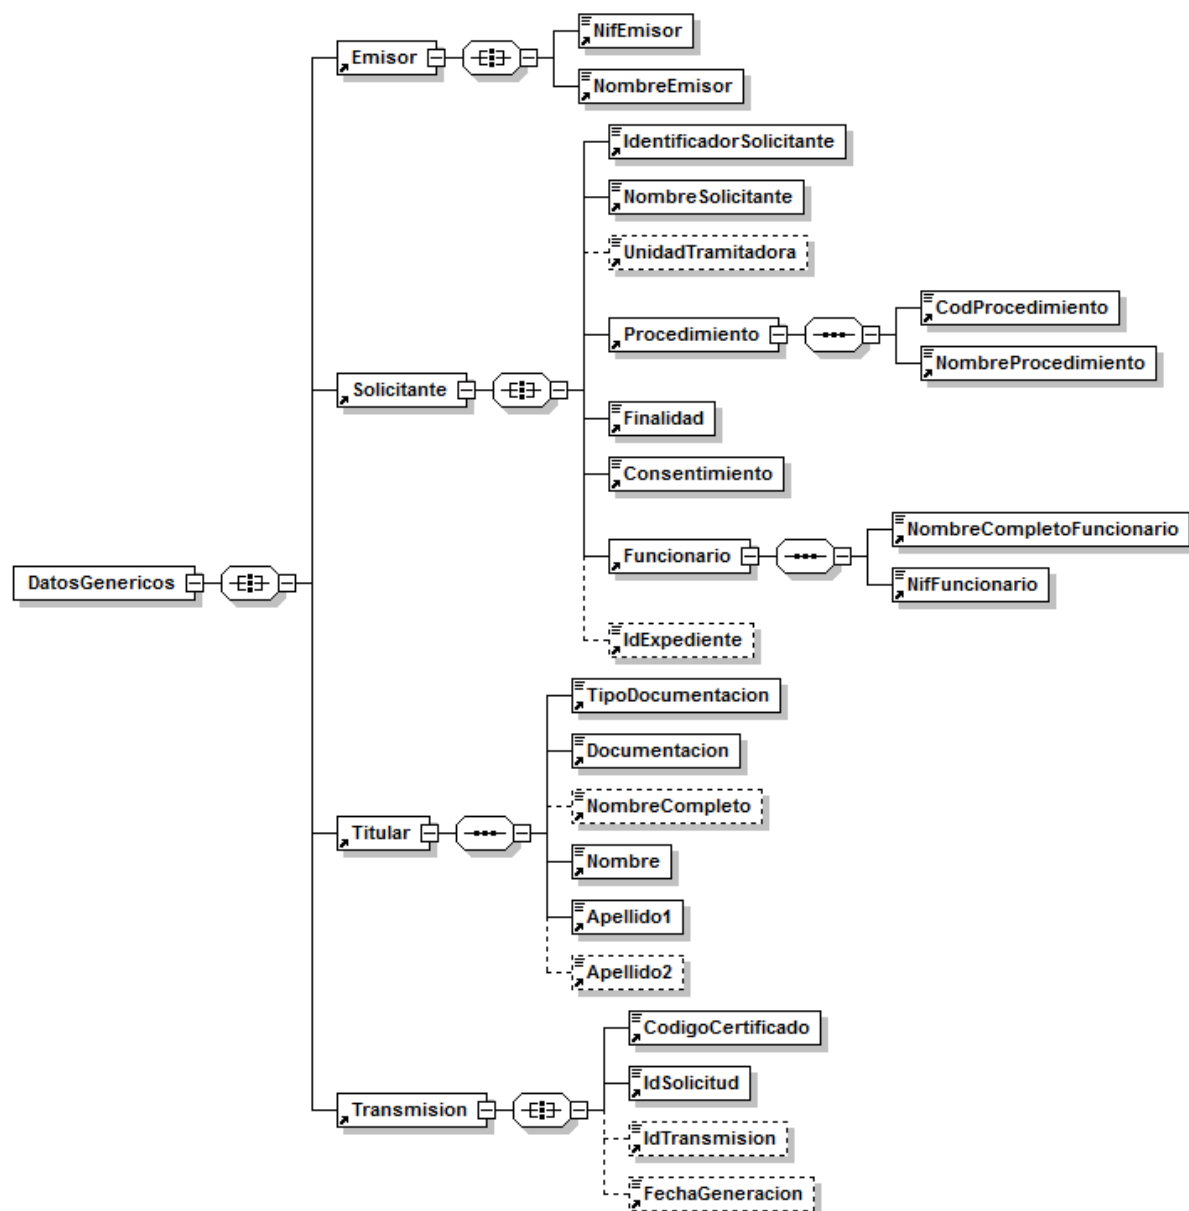 Emisor
NifEmisor
NombreEmisor
IdentificadorSolicitante
NombreSolicitante
UnidadTramitadora
Procedimiento
CodProcedimiento
NombreProcedimiento
Solicitante
Finalidad
Consentimiento
Funcionario
NombreCompletoFuncionario
NifFuncionario
DatosGenericos
IdExpediente
TipoDocumentacion
Documentacion
NombreCompleto
Titular
Nombre
Apellido1
Apellido2
CodigoCertificado
IdSolicitud
Transmision
IdTransmision
FechaGeneracion